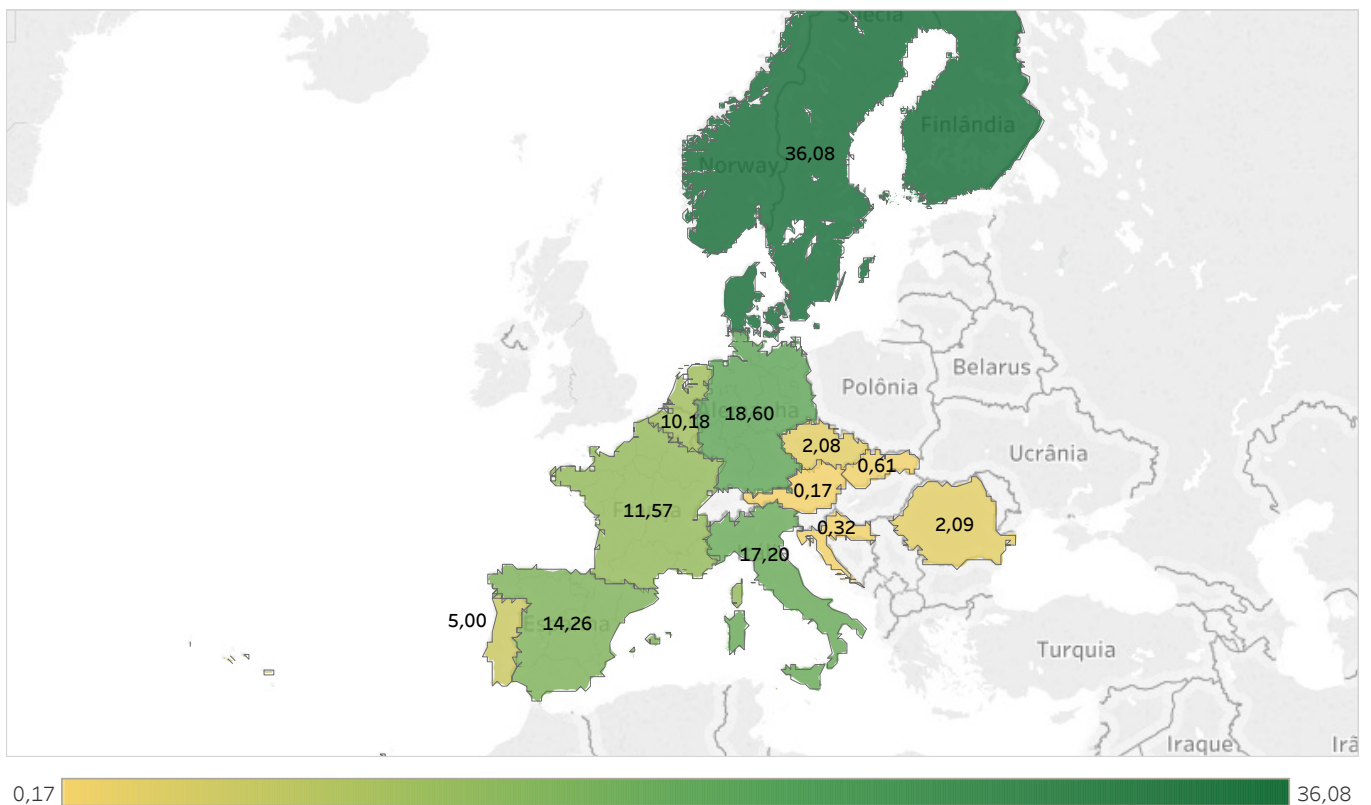 Suécia
Finlândia
Norway
36,08
Belarus
Polônia
18,60
10,18
2,08
Ucrânia
0,61
0,17
11,57
0,32
2,09
17,20
5,00
14,26
Turquia
Iraque
Irã
0,17
36,08